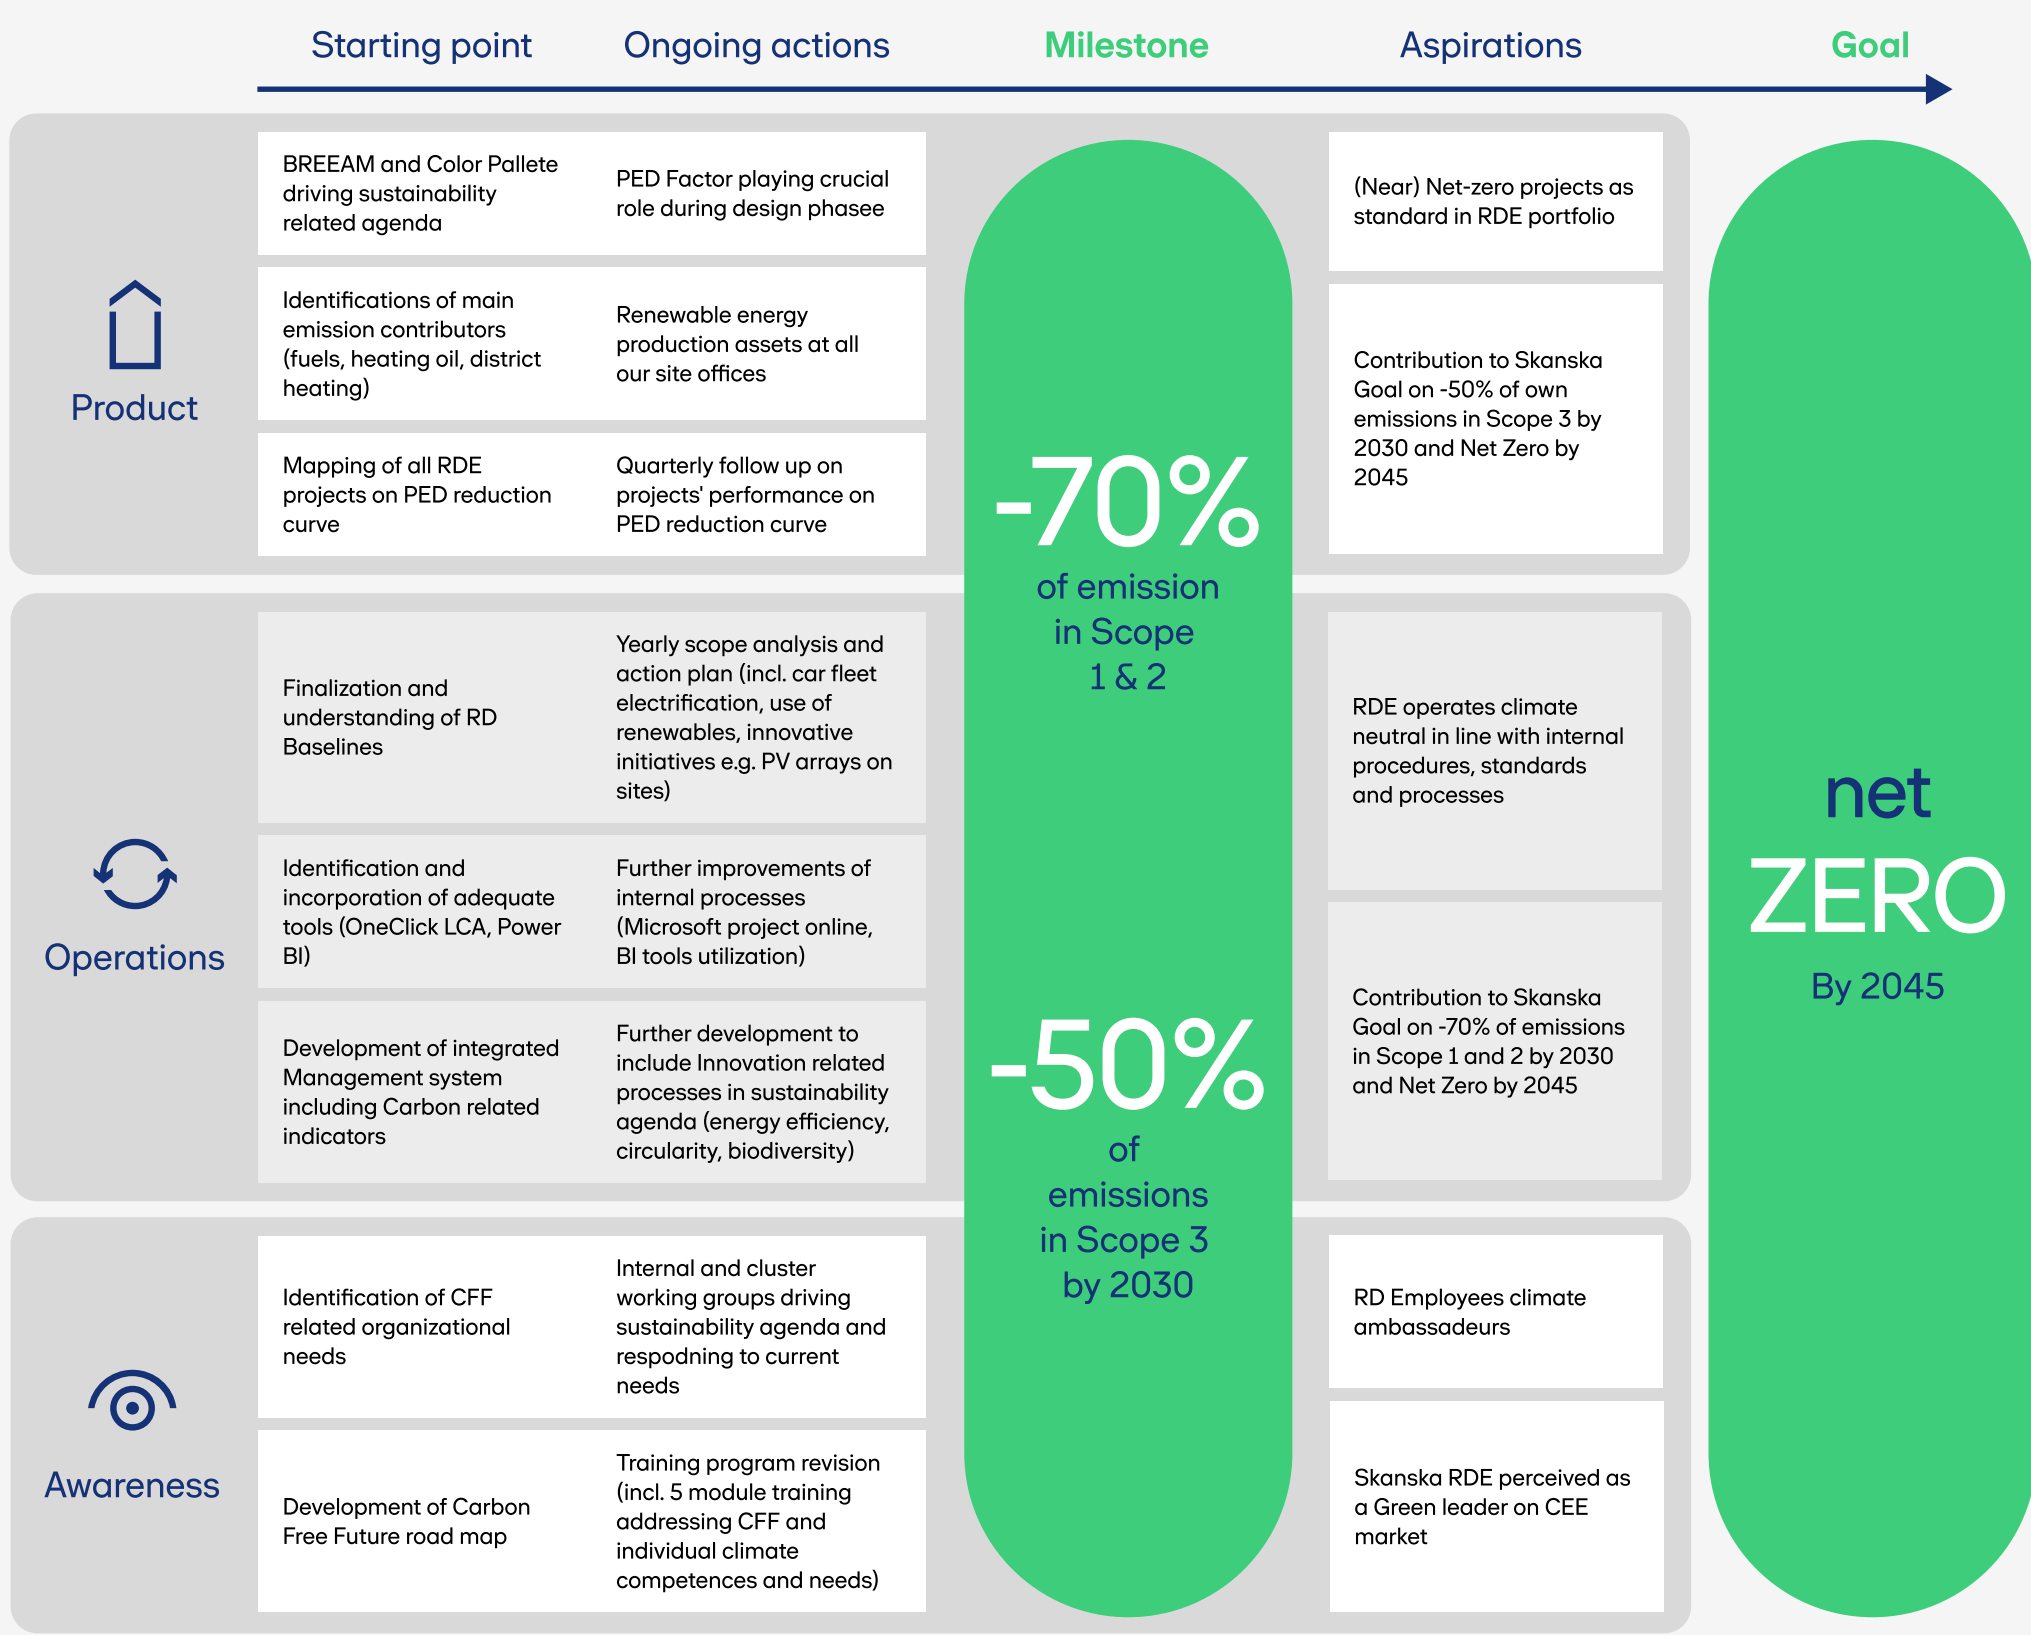 Starting point
Ongoing actions
Milestone
Aspirations
Goal
Product
BREEAM and Color Pallete
driving sustainability
related agenda
PED Factor playing crucial
role during design phasee
Identifications of main
emission contributors
(fuels, heating oil, district
heating)
Renewable energy
production assets at all
our site offices
Mapping of all RDE
projects on PED reduction
curve
Quarterly follow up on
projects' performance on
PED reduction curve
(Near) Net-zero projects as
standard in RDE portfolio
Contribution to Skanska
Goal on -50% of own
emissions in Scope 3 by
2030 and Net Zero by
2045
Operations
Finalization and
understanding of RD
Baselines
Yearly scope analysis and
action plan (incl. car fleet
electrification, use of
renewables, innovative
initiatives e.g. PV arrays on
sites)
Identification and
incorporation of adequate
tools (OneClick LCA, Power
BI)
Further improvements of
internal processes
(Microsoft project online,
BI tools utilization)
Development of integrated
Management system
including Carbon related
indicators
Further development to
include Innovation related
processes in sustainability
agenda (energy efficiency,
circularity, biodiversity)
RDE operates climate
neutral in line with internal
procedures, standards
and processes
Contribution to Skanska
Goal on -70% of emissions
in Scope 1 and 2 by 2030
and Net Zero by 2045
Awareness
Identification of CFF
related organizational
needs
Internal and cluster
working groups driving
sustainability agenda and
respodning to current
needs
Development of Carbon
Free Future road map
Training program revision
(incl. 5 module training
addressing CFF and
individual climate
competences and needs)
RD Employees climate
ambassadeurs
Skanska RDE perceived as
a Green leader on CEE
market
-70%
of emission
in Scope
1 & 2
-50%
of
emissions
in Scope 3
by 2030
net
ZERO
By 2045